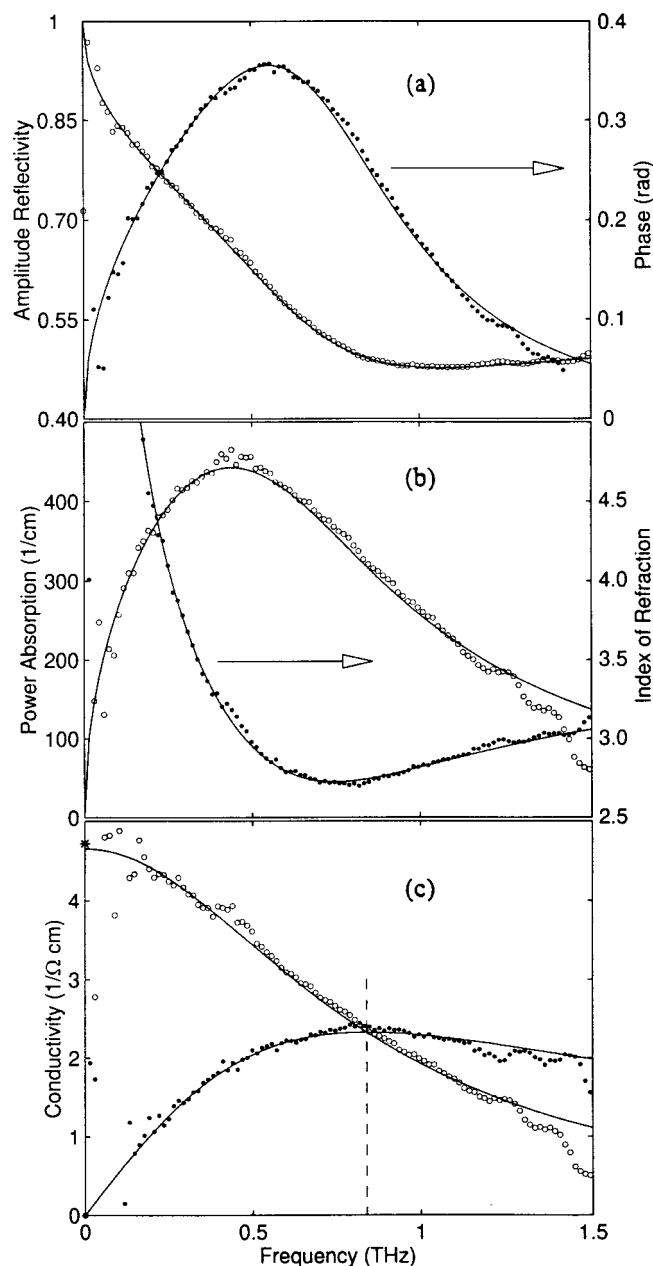 1
0.85
0.70
0.55
0.40
Amplitude Reflectivity
(a)
0.4
0.3
0.2
0.1
0
Phase (rad)
400
300
200
100
0
Power Absorption (1/cm)
(b)
4.5
4.0
3.5
3.0
2.5
Index of Refraction
4
3
2
1
0
Conductivity (1/Ω cm)
(c)
0 0.5 1 1.5
Frequency (THz)